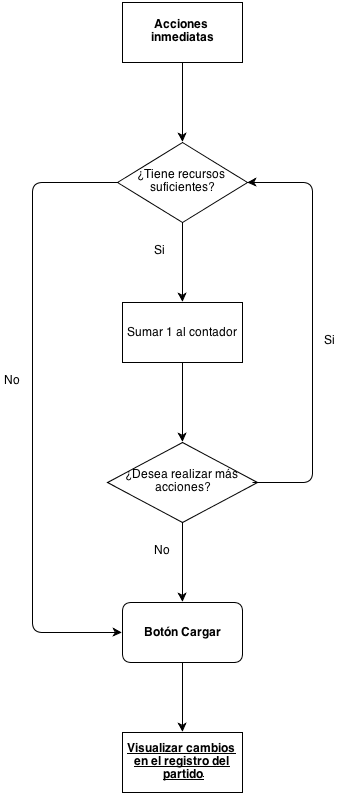 Acciones
inmediatas
¿Tiene recursos
suficientes?
Si
Sumar 1 al contador
Si
No
¿Desea realizar más
acciones?
No
Botón Cargar
Visualizar cambios
en el registro del
partido